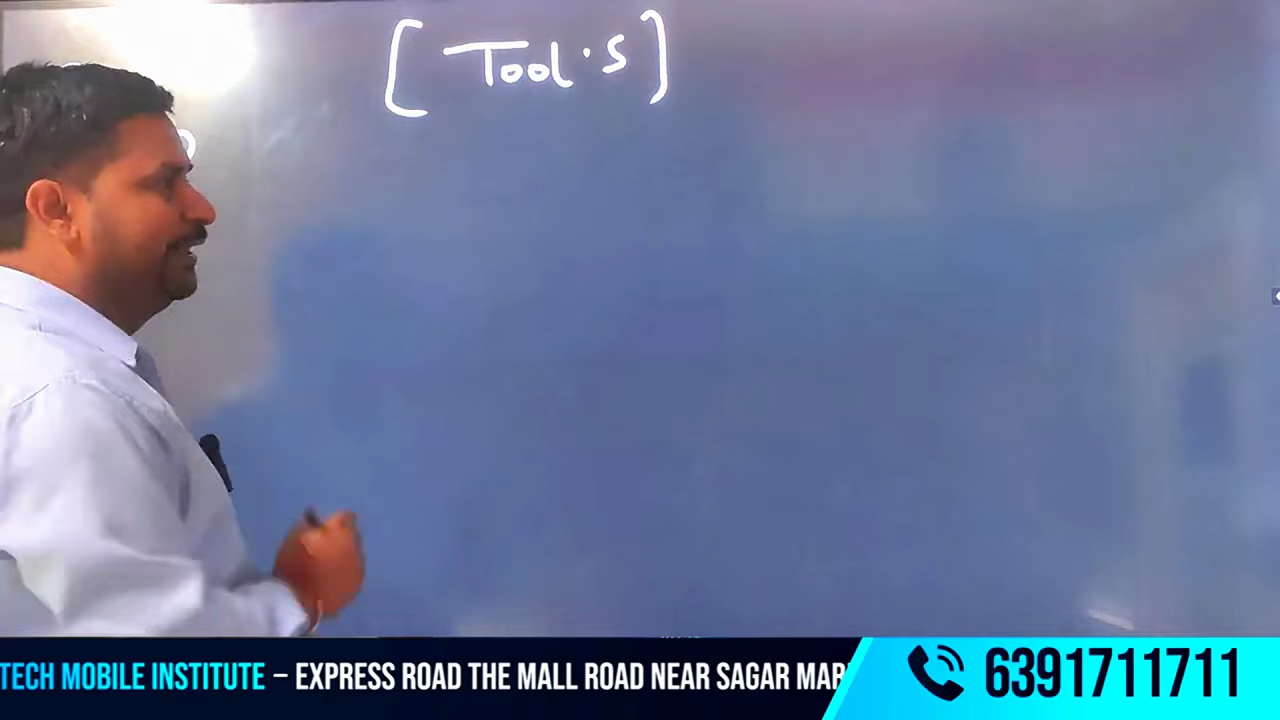 [ Tool's ]
TECH MOBILE INSTITUTE – EXPRESS ROAD THE MALL ROAD NEAR SAGAR MAR
6391711711